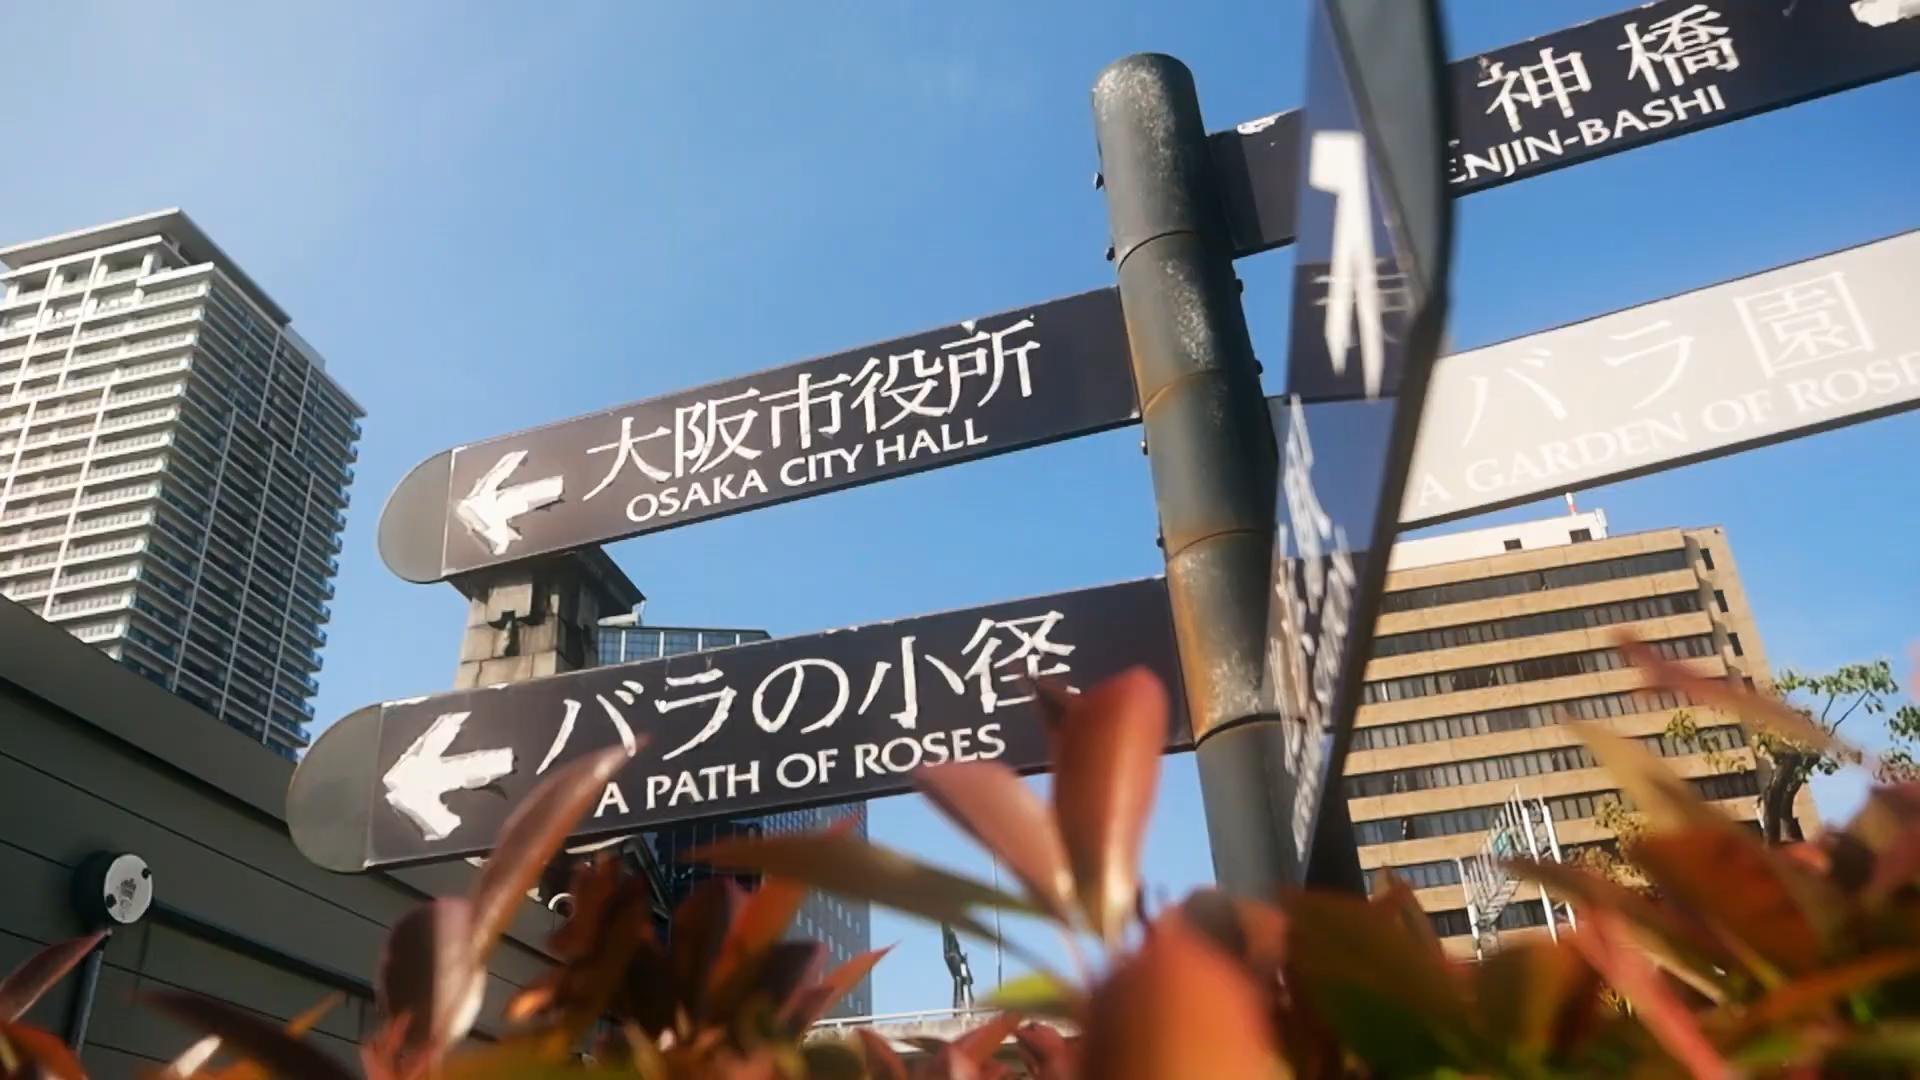 神橋
ENJIN-BASHI
大阪市役所
OSAKA CITY HALL
バラ園
A GARDEN OF ROSE
バラの小径
A PATH OF ROSES